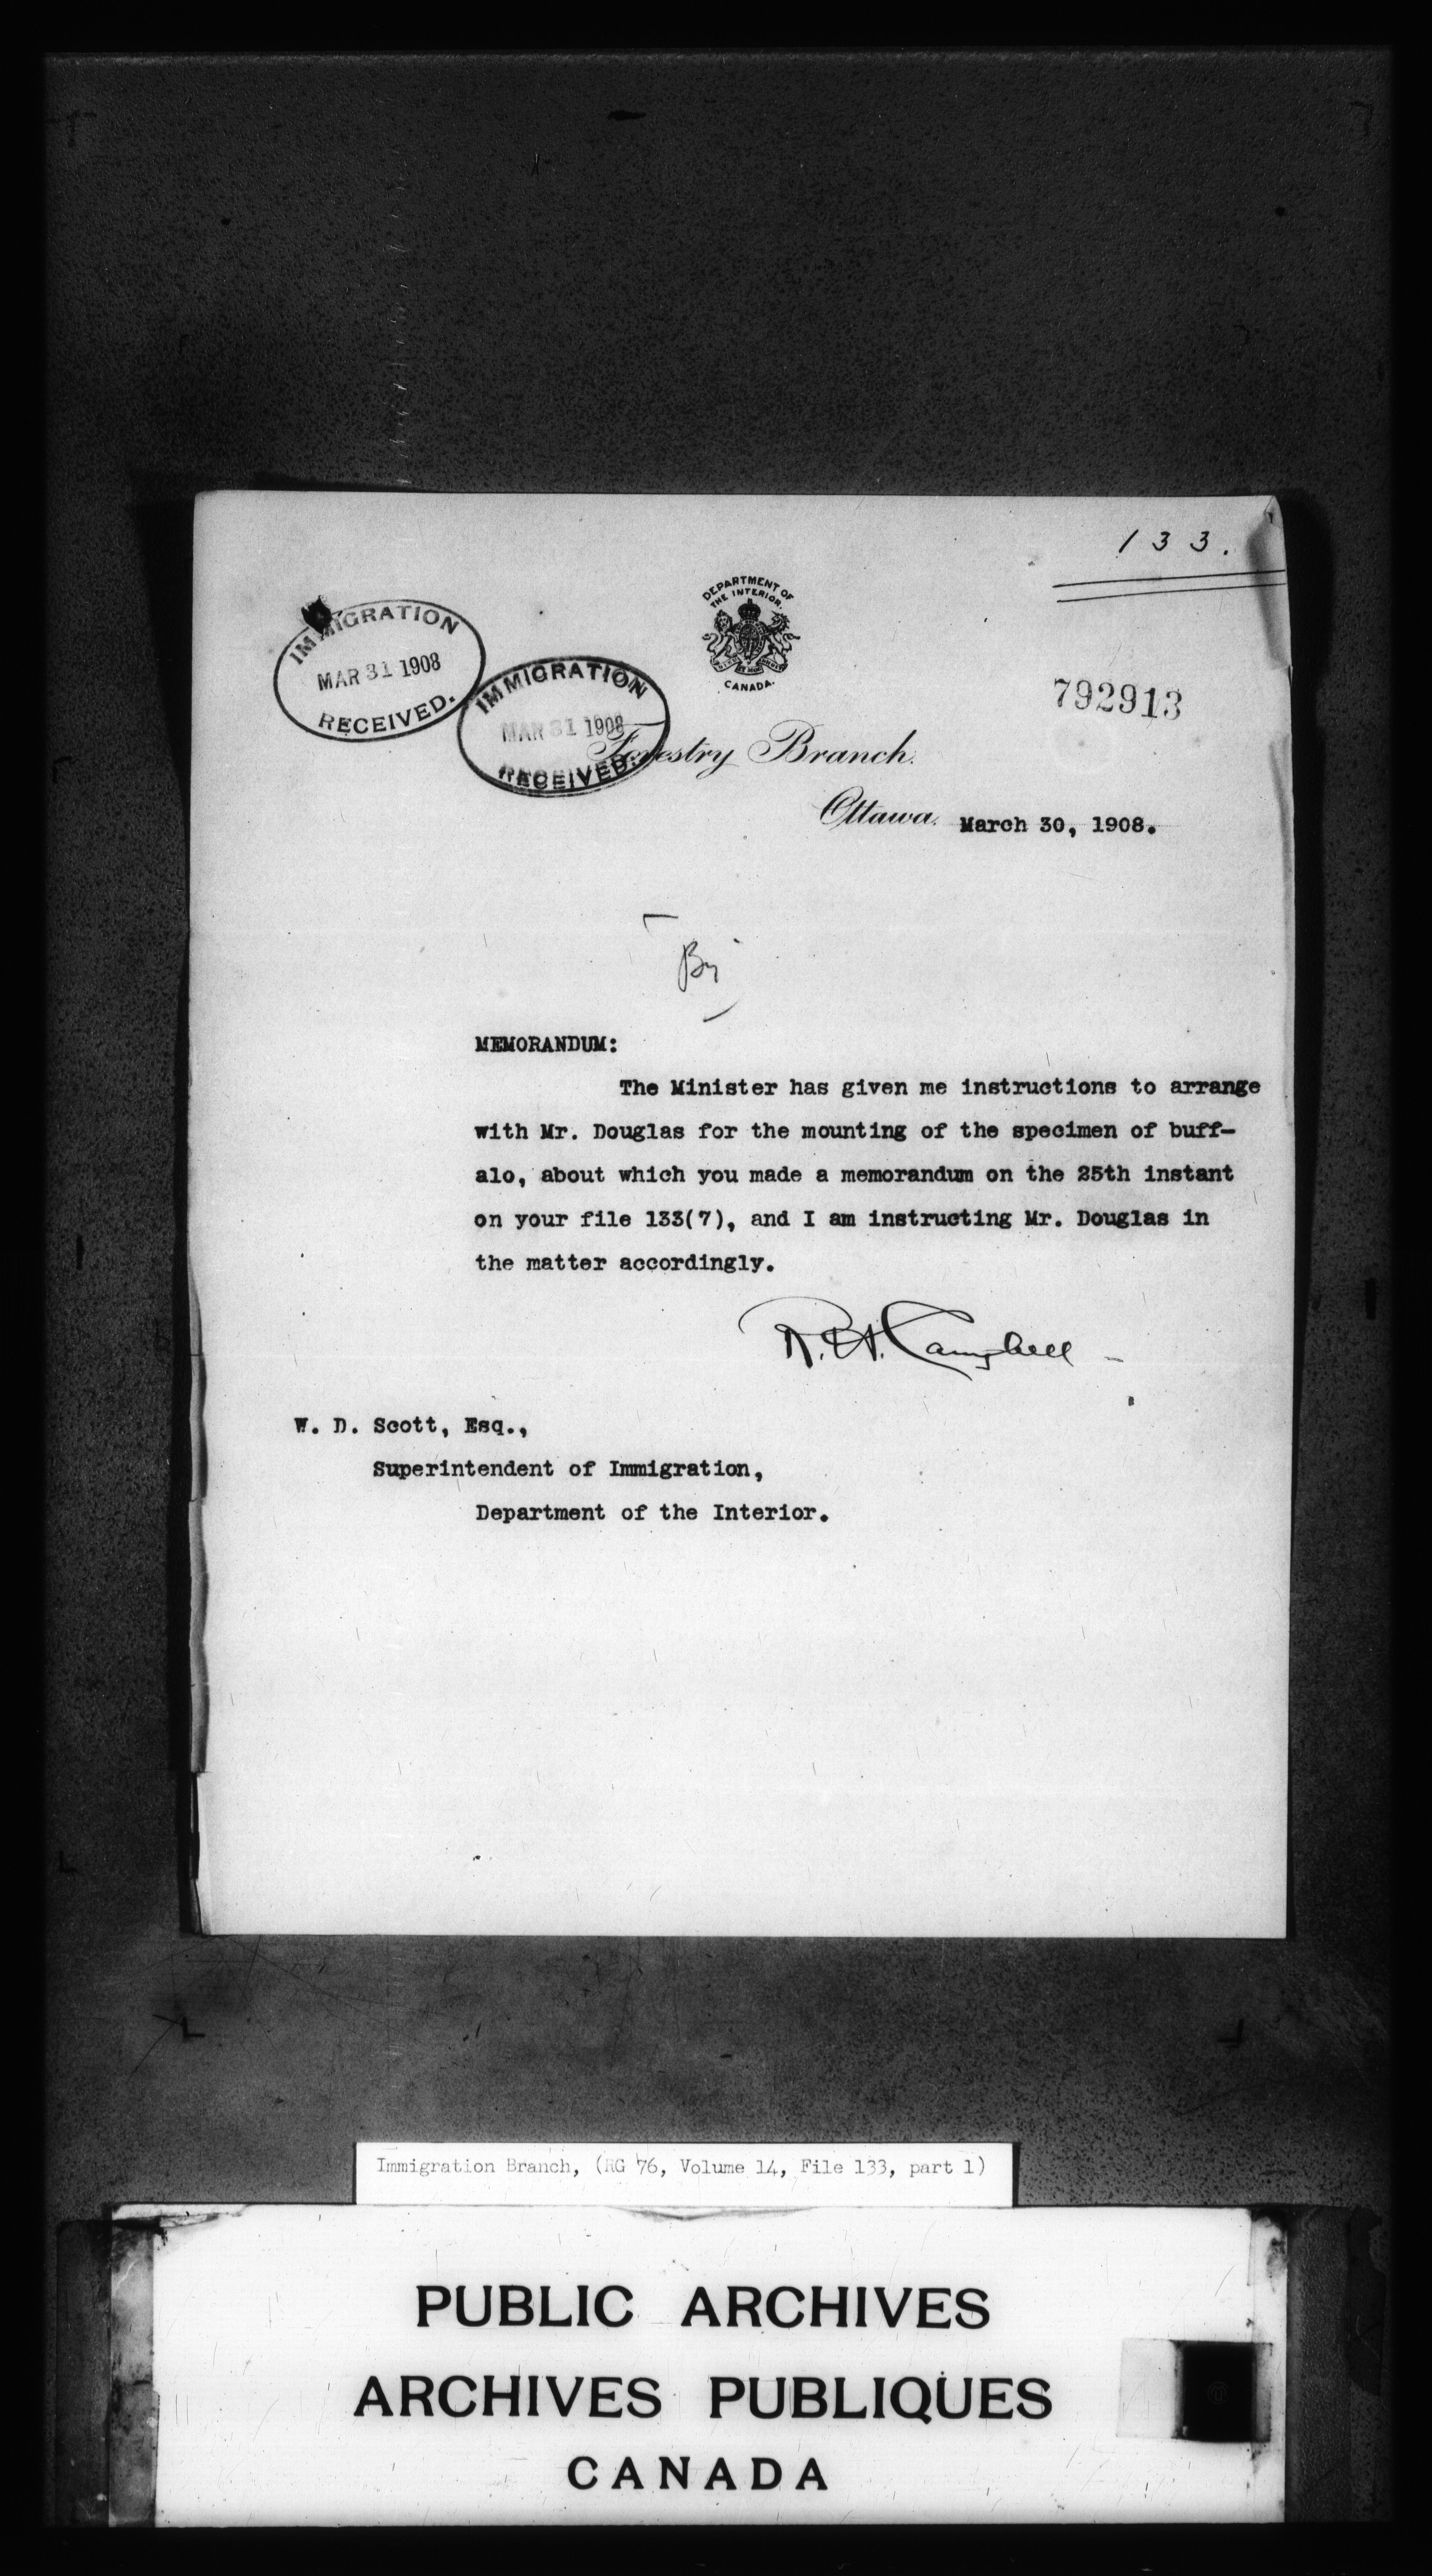 133.
DEPARTMENT OF
THE INTERIOR.
CANADA.
IMMIGRATION
MAR 31 1908
RECEIVED.
IMMIGRATION
MAR 31 1908
RECEIVED.
792913
Forestry Branch.
Ottawa. March 30, 1908.
MEMORANDUM:
The Minister has given me instructions to arrange
with Mr. Douglas for the mounting of the specimen of buff-
alo, about which you made a memorandum on the 25th instant
on your file 133(7), and I am instructing Mr. Douglas in
the matter accordingly.
R. H. Campbell
W. D. Scott, Esq.,
Superintendent of Immigration,
Department of the Interior.
Immigration Branch, (RG 76, Volume 14, File 133, part 1)
PUBLIC ARCHIVES
ARCHIVES PUBLIQUES
CANADA